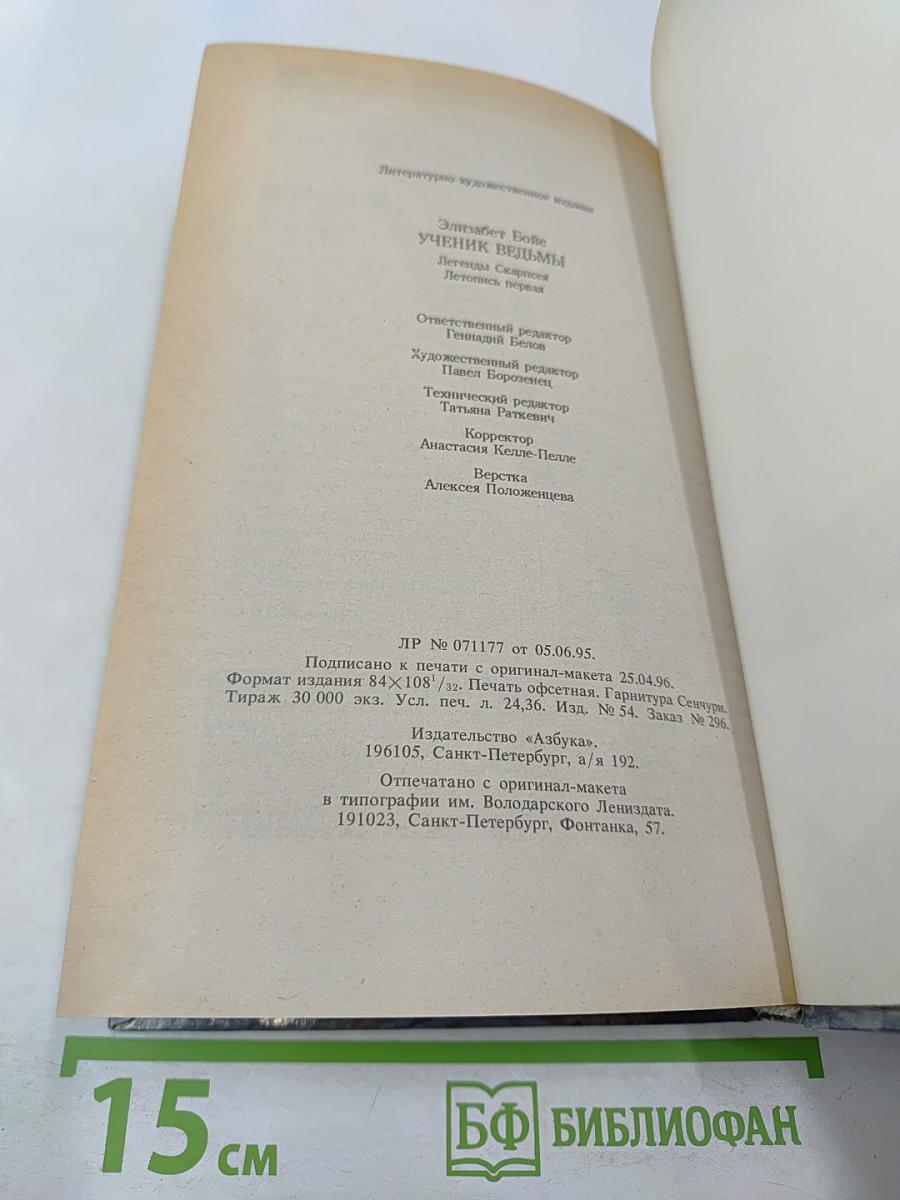 Литературно-художественное издание
Элизабет Бойе
УЧЕНИК ВЕДЬМЫ
Легенды Скарпсея
Летопись первая
Ответственный редактор
Геннадий Белов
Художественный редактор
Павел Борозенец
Технический редактор
Татьяна Раткевич
Корректор
Анастасия Келле-Пелле
Верстка
Алексея Положенцева
ЛР № 071177 от 05.06.95.
Подписано к печати с оригинал-макета 25.04.96.
Формат издания 84×108¹/₃₂. Печать офсетная. Гарнитура Сенчури.
Тираж 30 000 экз. Усл. печ. л. 24,36. Изд. № 54. Заказ № 296.
Издательство «Азбука».
196105, Санкт-Петербург, а/я 192.
Отпечатано с оригинал-макета
в типографии им. Володарского Лениздата.
191023, Санкт-Петербург, Фонтанка, 57.
15 см
БФ БИБЛИОФАН